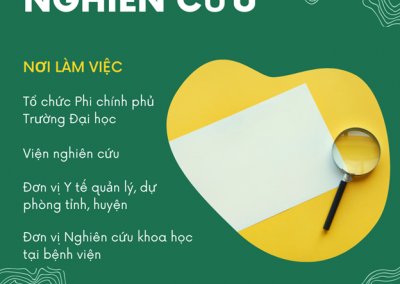 NGHIÊN CỨU
NƠI LÀM VIỆC
Tổ chức Phi chính phủ
Trường Đại học
Viện nghiên cứu
Đơn vị Y tế quản lý, dự
phòng tỉnh, huyện
Đơn vị Nghiên cứu khoa học
tại bệnh viện